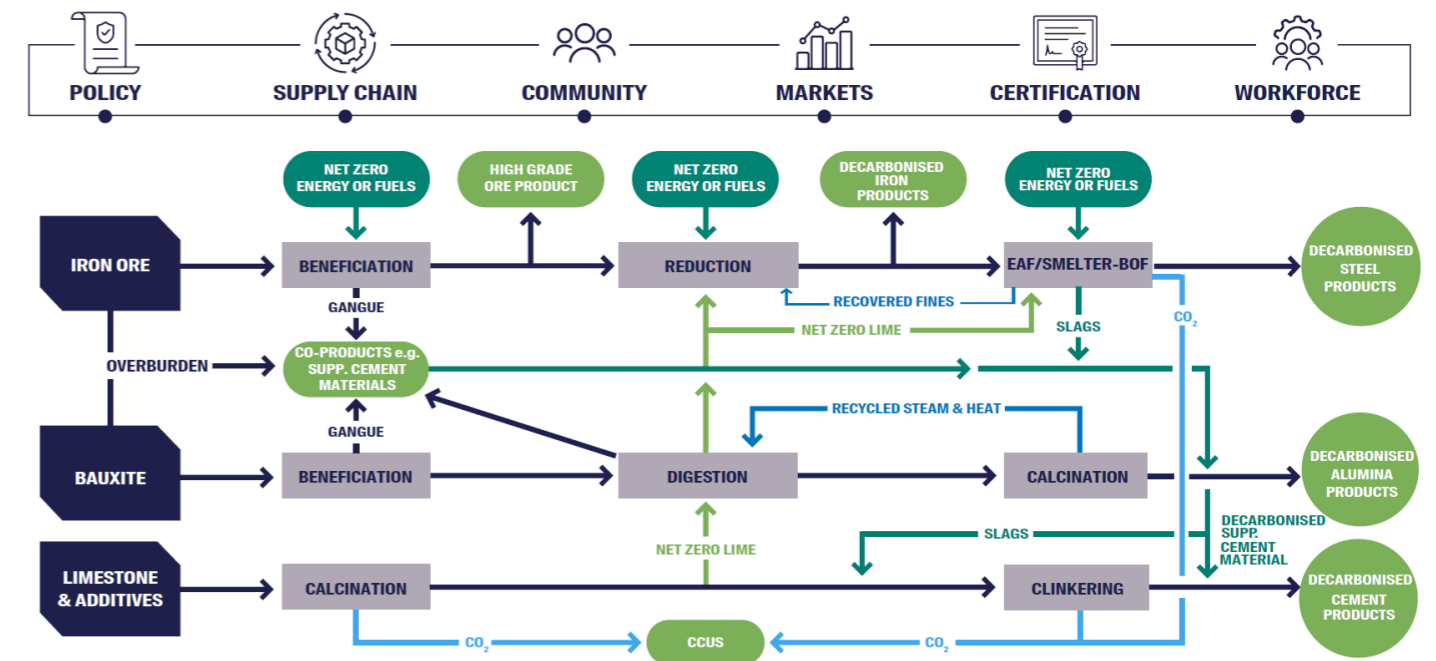 POLICY
SUPPLY CHAIN
COMMUNITY
MARKETS
CERTIFICATION
WORKFORCE
NET ZERO
ENERGY OR FUELS
HIGH GRADE
ORE PRODUCT
NET ZERO
ENERGY OR FUELS
DECARBONISED
IRON
PRODUCTS
NET ZERO
ENERGY OR FUELS
IRON ORE
BENEFICIATION
REDUCTION
EAF/SMELTER-BOF
DECARBONISED
STEEL
PRODUCTS
GANGUE
RECOVERED FINES
NET ZERO LIME
SLAGS
CO₂
OVERBURDEN
CO-PRODUCTS e.g.
SUPP. CEMENT
MATERIALS
RECYCLED STEAM & HEAT
GANGUE
BAUXITE
BENEFICIATION
DIGESTION
CALCINATION
DECARBONISED
ALUMINA
PRODUCTS
NET ZERO LIME
SLAGS
DECARBONISED
SUPP.
CEMENT
MATERIAL
LIMESTONE
& ADDITIVES
CALCINATION
CLINKERING
DECARBONISED
CEMENT
PRODUCTS
CO₂
CCUS
CO₂